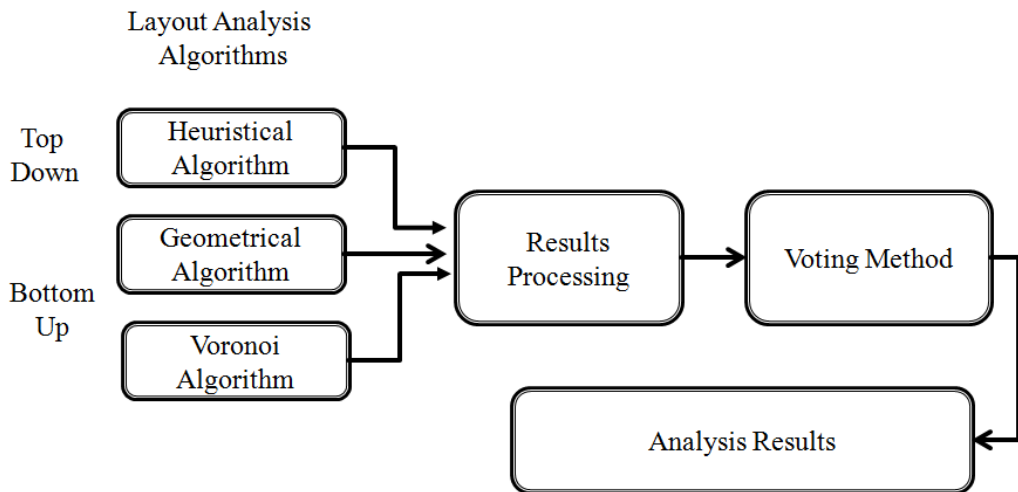 Layout Analysis
Algorithms
Top
Down
Heuristical
Algorithm
Geometrical
Algorithm
Bottom
Up
Voronoi
Algorithm
Results
Processing
Voting Method
Analysis Results